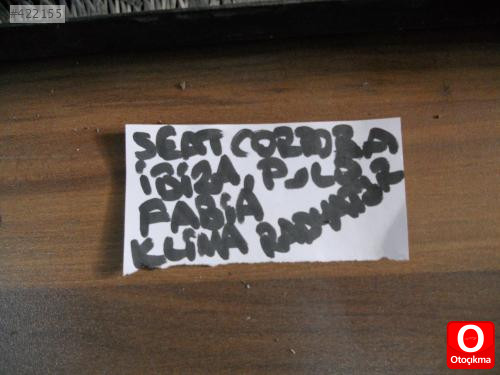 #422155
SEAT CORDOBA
İBİZA, POLO
FABİA
KLİMA RADYATÖR
Otoçıkma